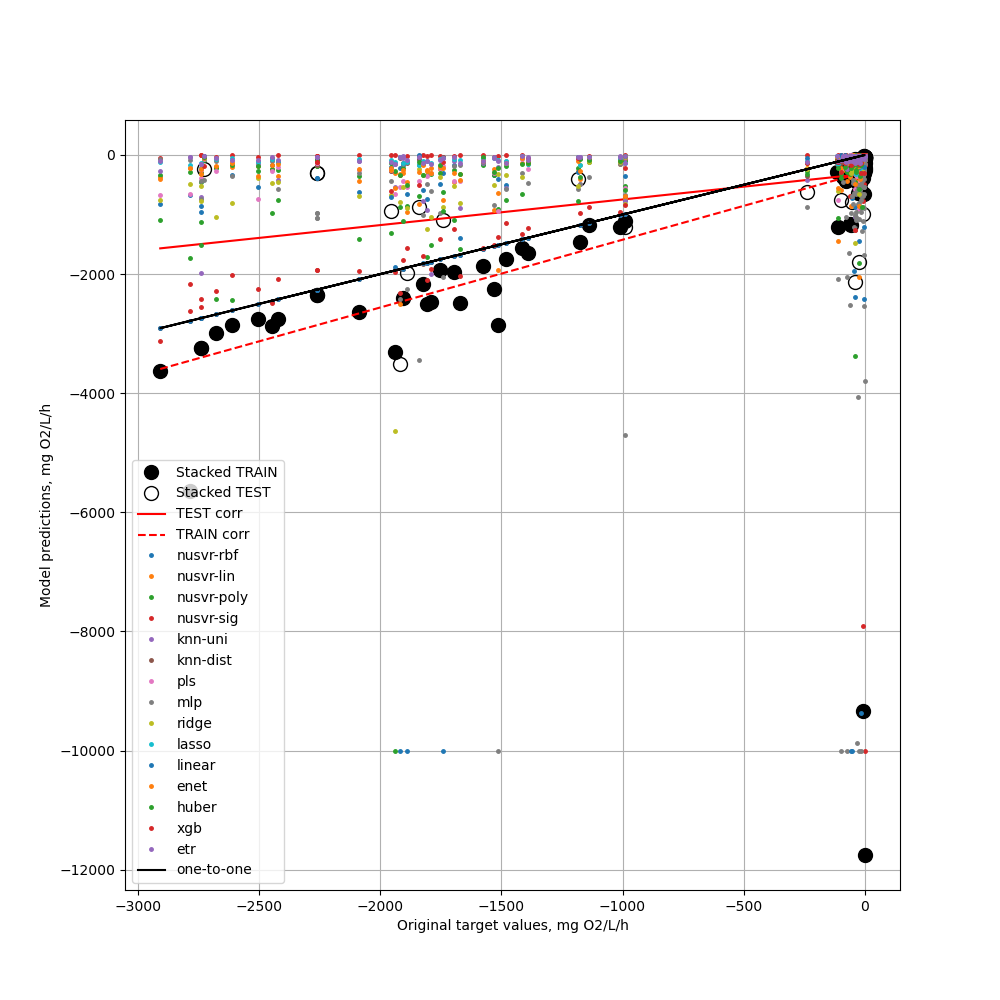 0
−2000
−4000
−6000
−8000
−10000
−12000
Model predictions, mg O2/L/h
Stacked TRAIN
Stacked TEST
TEST corr
TRAIN corr
nusvr-rbf
nusvr-lin
nusvr-poly
nusvr-sig
knn-uni
knn-dist
pls
mlp
ridge
lasso
linear
enet
huber
xgb
etr
one-to-one
−3000 −2500 −2000 −1500 −1000 −500 0
Original target values, mg O2/L/h